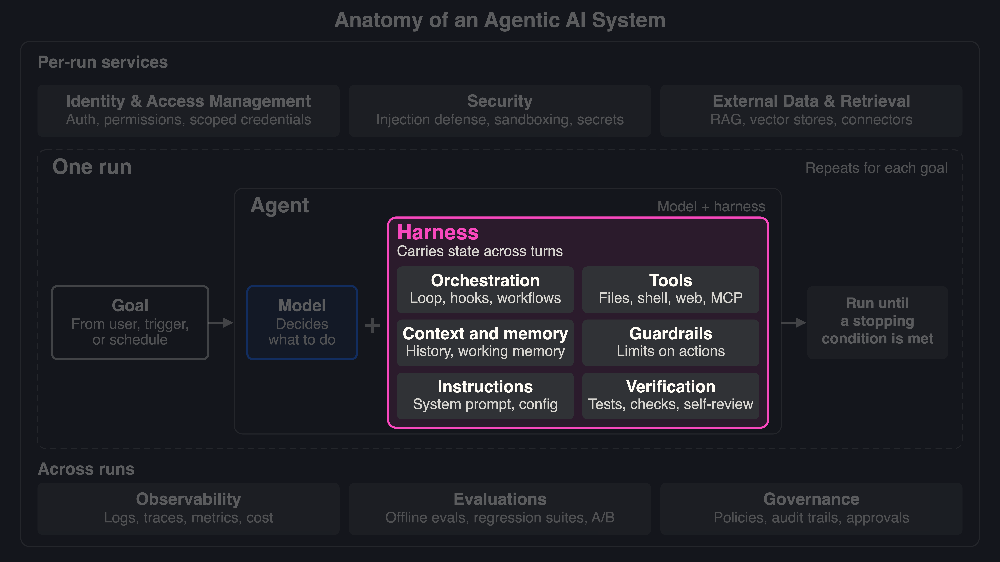 Anatomy of an Agentic AI System
Per-run services
Identity & Access Management
Auth, permissions, scoped credentials
Security
Injection defense, sandboxing, secrets
External Data & Retrieval
RAG, vector stores, connectors
One run
Repeats for each goal
Agent
Model + harness
Goal
From user, trigger,
or schedule
Model
Decides
what to do
+
Harness
Carries state across turns
Orchestration
Loop, hooks, workflows
Tools
Files, shell, web, MCP
Context and memory
History, working memory
Guardrails
Limits on actions
Instructions
System prompt, config
Verification
Tests, checks, self-review
Run until
a stopping
condition is met
Across runs
Observability
Logs, traces, metrics, cost
Evaluations
Offline evals, regression suites, A/B
Governance
Policies, audit trails, approvals